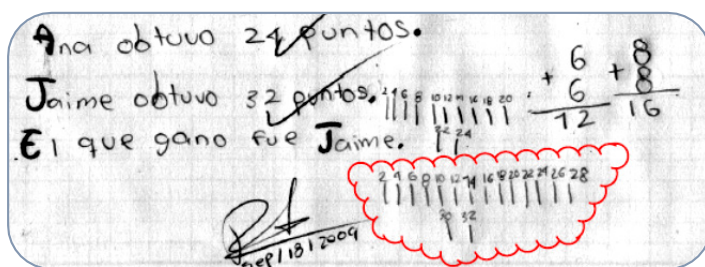 Ana obtuvo 24 puntos.
Jaime obtuvo 32 puntos.
El que gano fue Jaime.
2 4 6 8 10 12 14 16 18 20
22 24
6
+ 6
12
8
+ 8
16
2 4 6 8 10 12 14 16 18 20 22 24 26 28
30 32
sep/18/2009